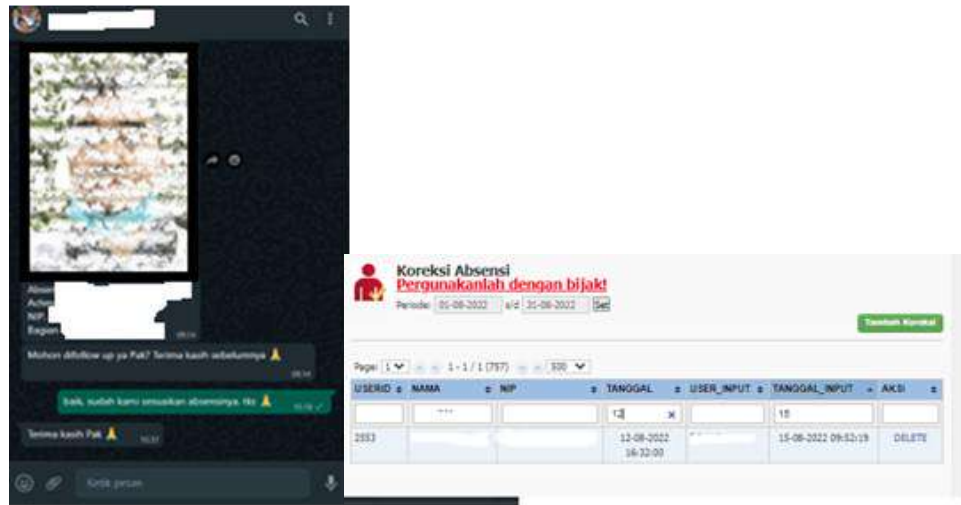 NIP
Bagian
Mohon difollow up ya Pak? Terima kasih sebelumnya 🙏
baik, sudah kami sesuaikan absensinya. tks 🙏
Terima kasih Pak 🙏
Ketik pesan
Koreksi Absensi
Pergunakanlah dengan bijak!
Periode: 01-08-2022 s/d 31-08-2022 Set
Tambah Koreksi
Page: 1 1 - 1 / 1 (757) 500
USERID NAMA NIP TANGGAL USER_INPUT TANGGAL_INPUT AKSI
12 x 15
2553 12-08-2022 15-08-2022 09:52:19 DELETE
16:32:00